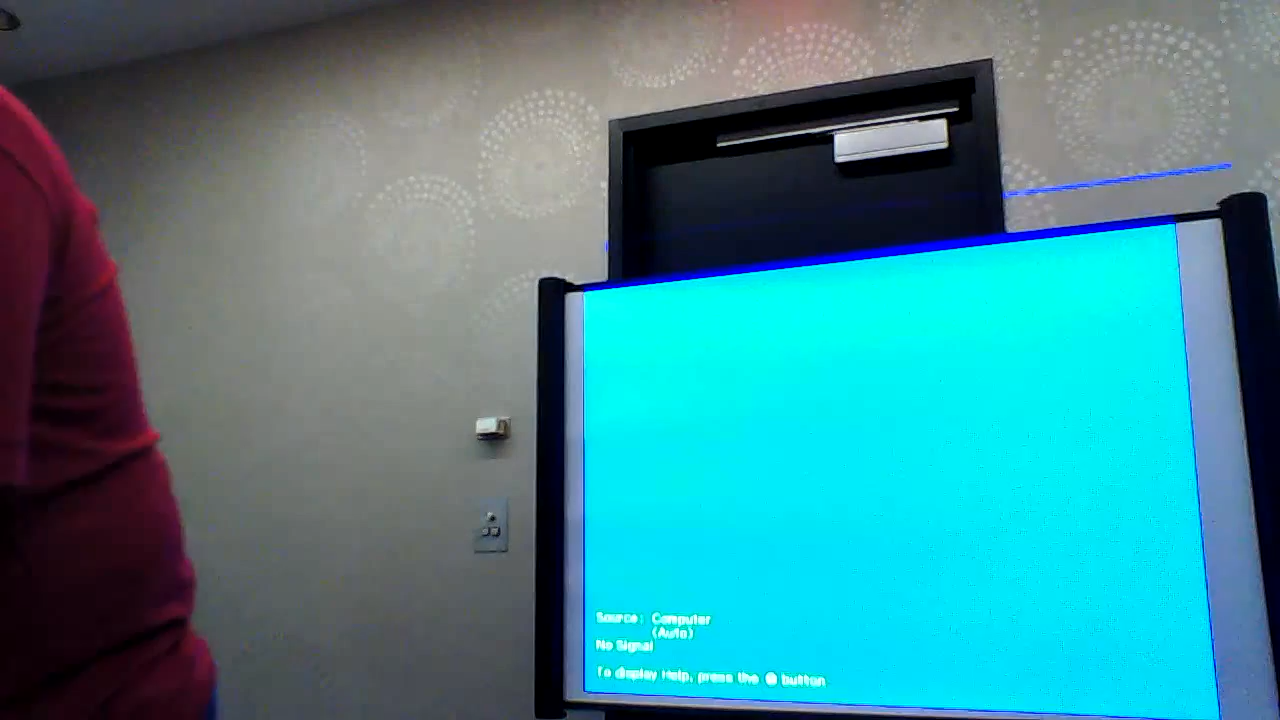 Source: Computer
(Auto)
No Signal
To display Help, press the button